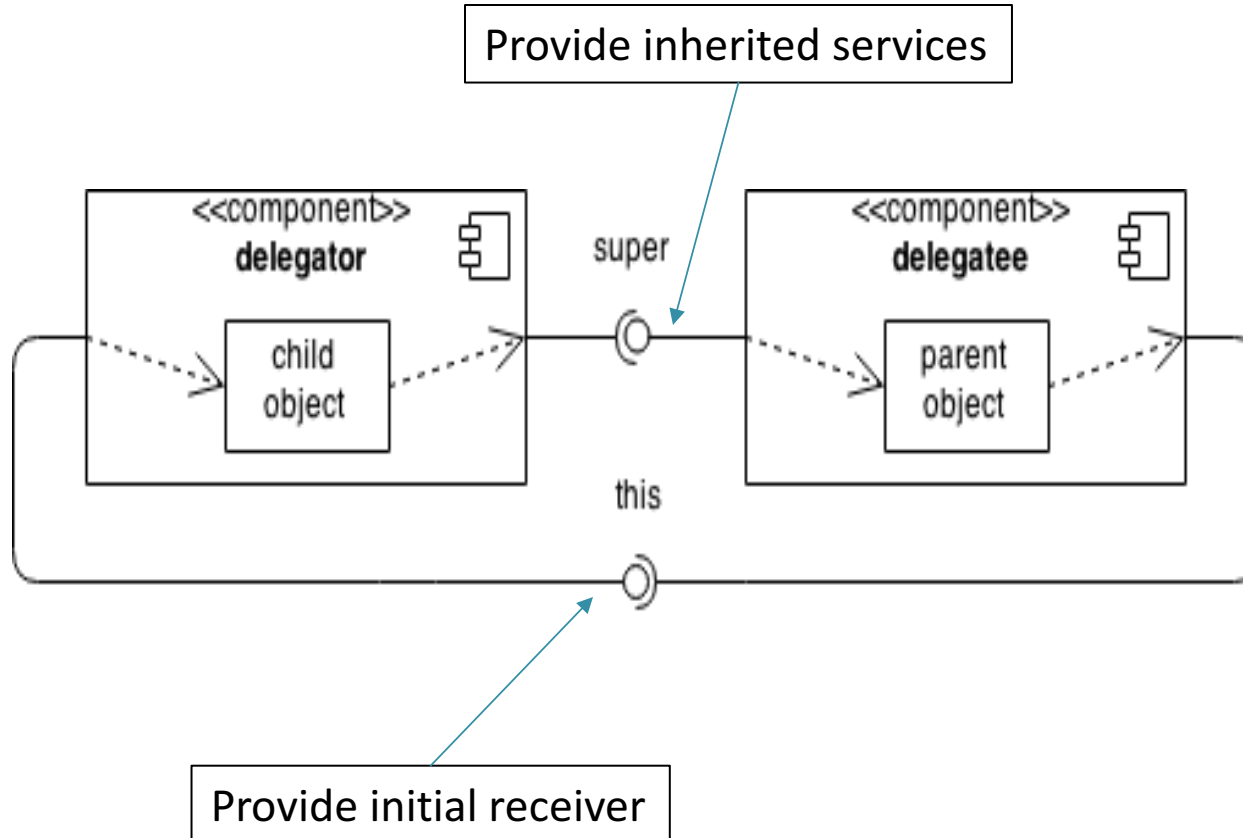 Provide inherited services
<<component>>
delegator
super
<<component>>
delegatee
child
object
parent
object
this
Provide initial receiver